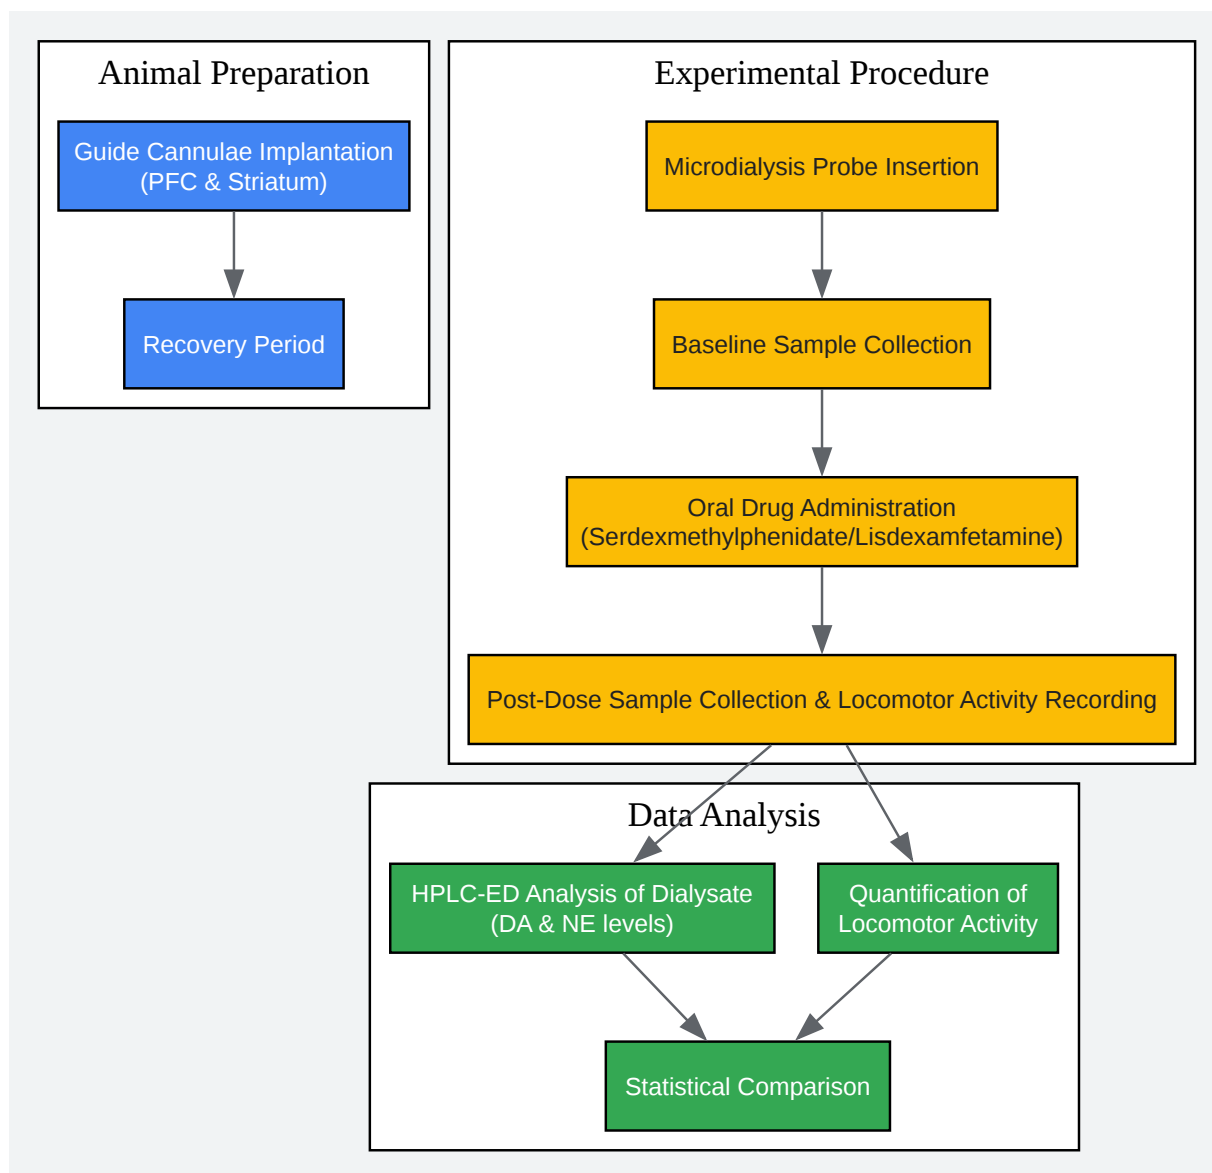 Animal Preparation
Guide Cannulae Implantation
(PFC & Striatum)
Recovery Period
Experimental Procedure
Microdialysis Probe Insertion
Baseline Sample Collection
Oral Drug Administration
(Serdexmethylphenidate/Lisdexamfetamine)
Post-Dose Sample Collection & Locomotor Activity Recording
Data Analysis
HPLC-ED Analysis of Dialysate
(DA & NE levels)
Quantification of
Locomotor Activity
Statistical Comparison